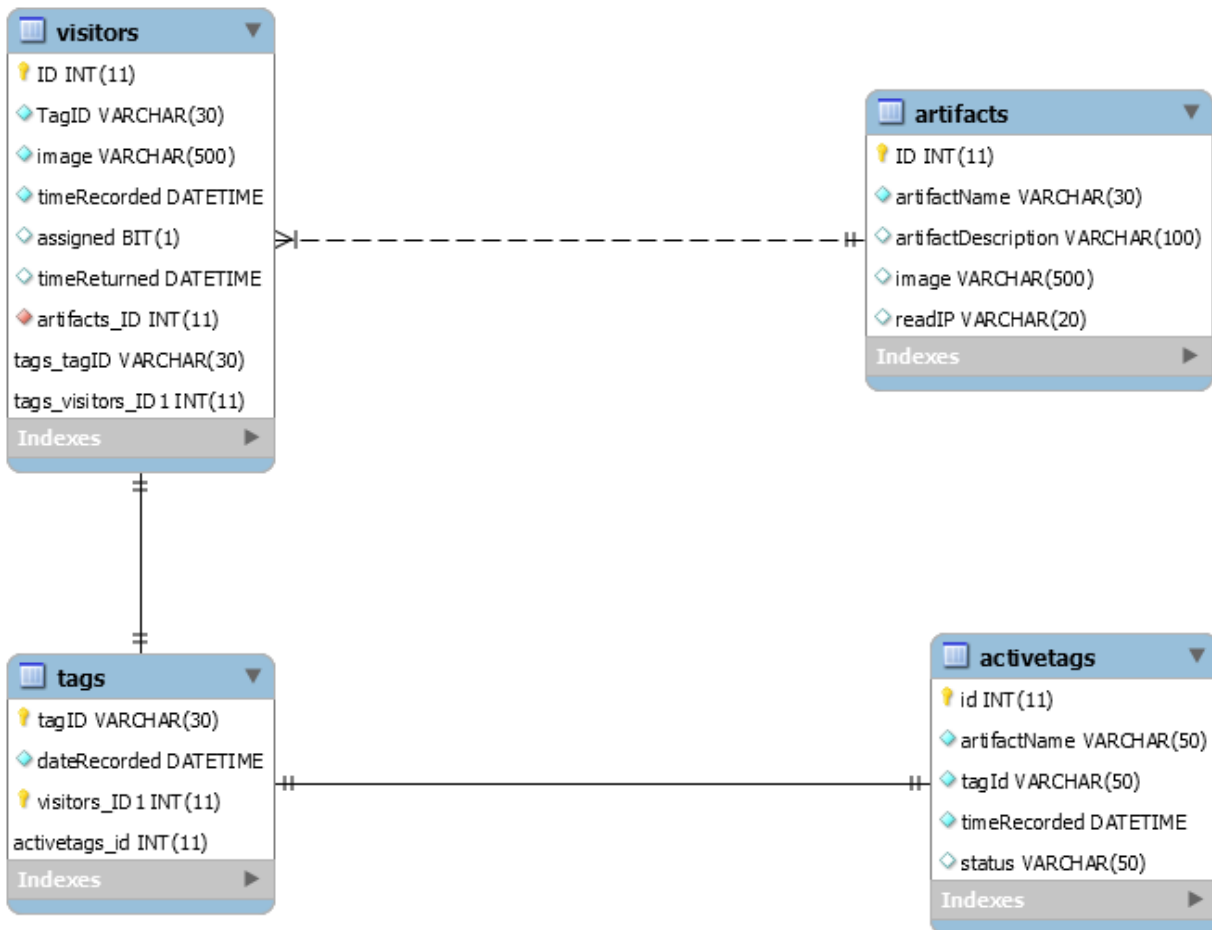 visitors
ID INT(11)
TagID VARCHAR(30)
image VARCHAR(500)
timeRecorded DATETIME
assigned BIT(1)
timeReturned DATETIME
artifacts_ID INT(11)
tags_tagID VARCHAR(30)
tags_visitors_ID1 INT(11)
Indexes
artifacts
ID INT(11)
artifactName VARCHAR(30)
artifactDescription VARCHAR(100)
image VARCHAR(500)
readIP VARCHAR(20)
Indexes
tags
tagID VARCHAR(30)
dateRecorded DATETIME
visitors_ID1 INT(11)
activetags_id INT(11)
Indexes
activetags
id INT(11)
artifactName VARCHAR(50)
tagId VARCHAR(50)
timeRecorded DATETIME
status VARCHAR(50)
Indexes